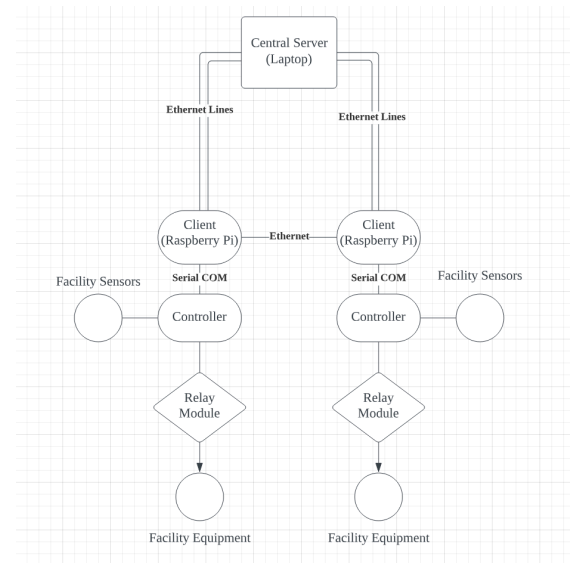 Central Server
(Laptop)
Ethernet Lines
Ethernet Lines
Client
(Raspberry Pi)
Ethernet
Client
(Raspberry Pi)
Serial COM
Serial COM
Facility Sensors
Facility Sensors
Controller
Controller
Relay
Module
Relay
Module
Facility Equipment
Facility Equipment